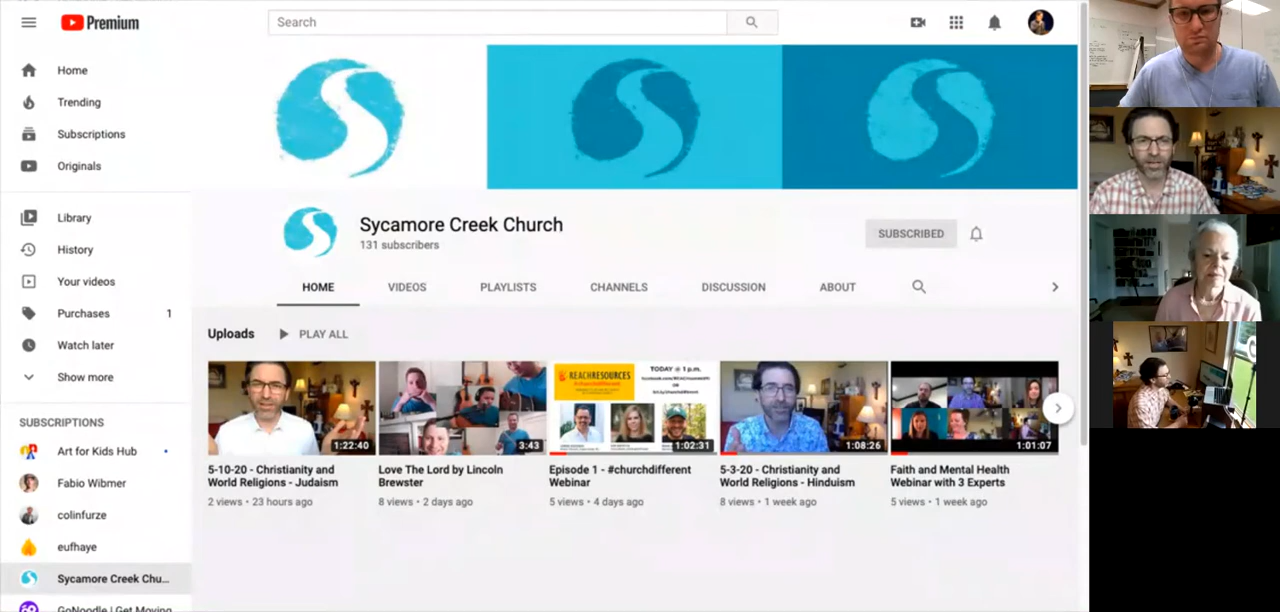 Premium
Search
Home
Trending
Subscriptions
Originals
Library
History
Your videos
Purchases 1
Watch later
Show more
SUBSCRIPTIONS
Art for Kids Hub
Fabio Wibmer
colinfurze
eufhaye
Sycamore Creek Chu...
GoNoodle | Get Moving
Sycamore Creek Church
131 subscribers
SUBSCRIBED
HOME VIDEOS PLAYLISTS CHANNELS DISCUSSION ABOUT
Uploads PLAY ALL
1:22:40
5-10-20 - Christianity and
World Religions - Judaism
2 views • 23 hours ago
3:43
Love The Lord by Lincoln
Brewster
8 views • 2 days ago
REACHRESOURCES
TODAY @ 1 p.m.
OR
1:02:31
Episode 1 - #churchdifferent
Webinar
5 views • 4 days ago
1:08:26
5-3-20 - Christianity and
World Religions - Hinduism
8 views • 1 week ago
1:01:07
Faith and Mental Health
Webinar with 3 Experts
5 views • 1 week ago